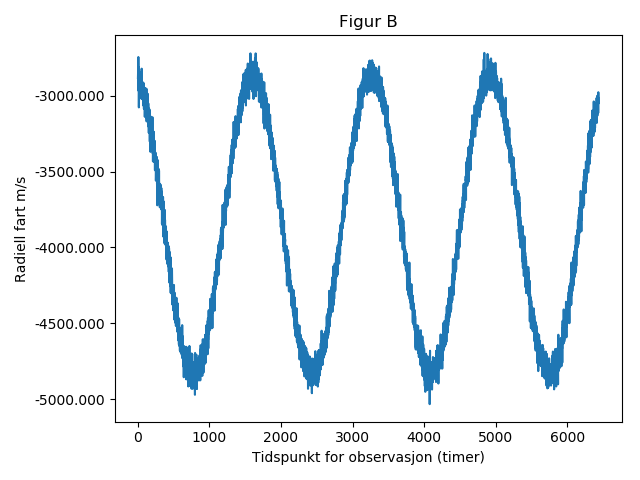 Figur B
Radiell fart m/s
-3000.000
-3500.000
-4000.000
-4500.000
-5000.000
0 1000 2000 3000 4000 5000 6000
Tidspunkt for observasjon (timer)